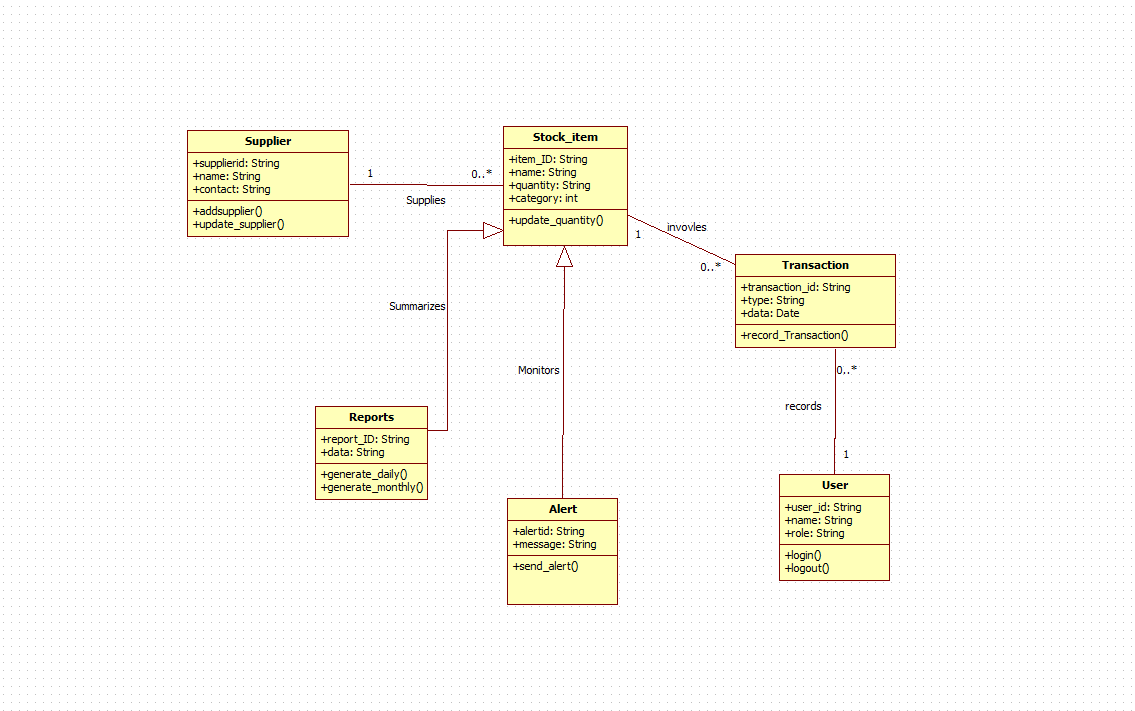 Supplier
+supplierid: String
+name: String
+contact: String
+addsupplier()
+update_supplier()
1
0..*
Supplies
Stock_item
+item_ID: String
+name: String
+quantity: String
+category: int
+update_quantity()
1
invovles
0..*
Transaction
+transaction_id: String
+type: String
+data: Date
+record_Transaction()
Summarizes
Monitors
0..*
records
1
Reports
+report_ID: String
+data: String
+generate_daily()
+generate_monthly()
Alert
+alertid: String
+message: String
+send_alert()
User
+user_id: String
+name: String
+role: String
+login()
+logout()